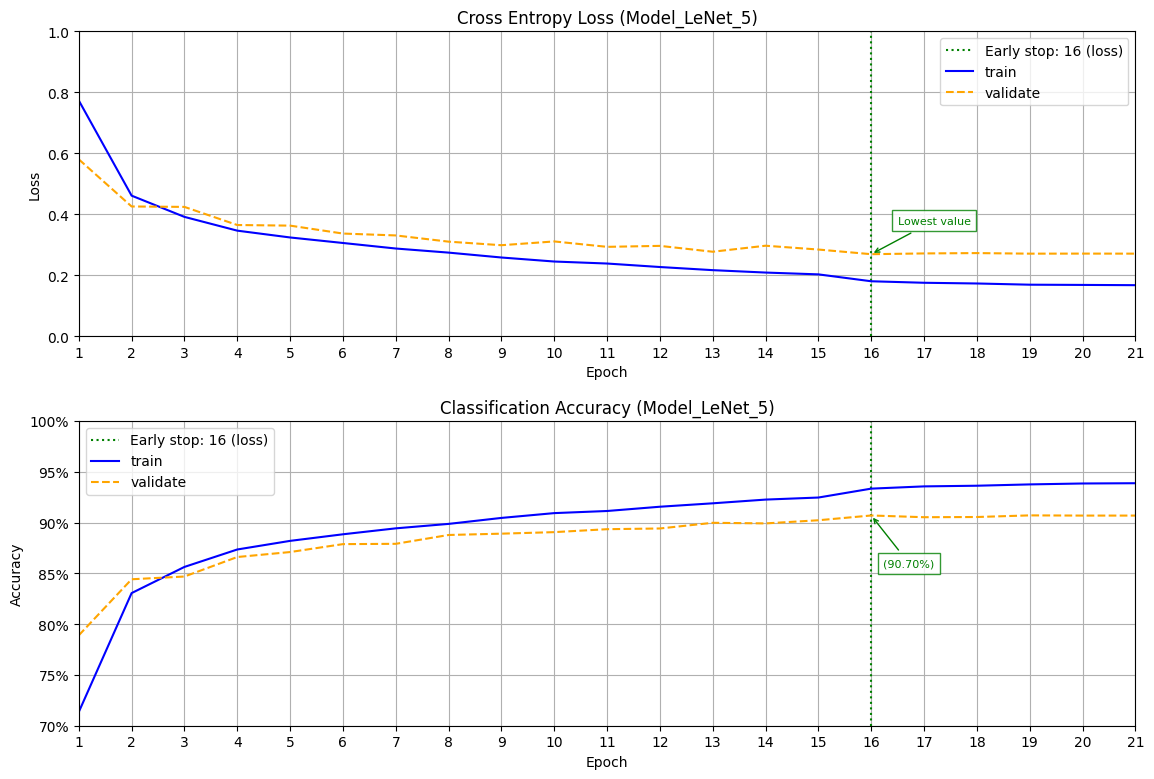 Cross Entropy Loss (Model_LeNet_5)
1.0
0.8
0.6
0.4
0.2
0.0
Loss
Early stop: 16 (loss)
train
validate
Lowest value
1 2 3 4 5 6 7 8 9 10 11 12 13 14 15 16 17 18 19 20 21
Epoch
Classification Accuracy (Model_LeNet_5)
100%
95%
90%
85%
80%
75%
70%
Accuracy
Early stop: 16 (loss)
train
validate
(90.70%)
1 2 3 4 5 6 7 8 9 10 11 12 13 14 15 16 17 18 19 20 21
Epoch